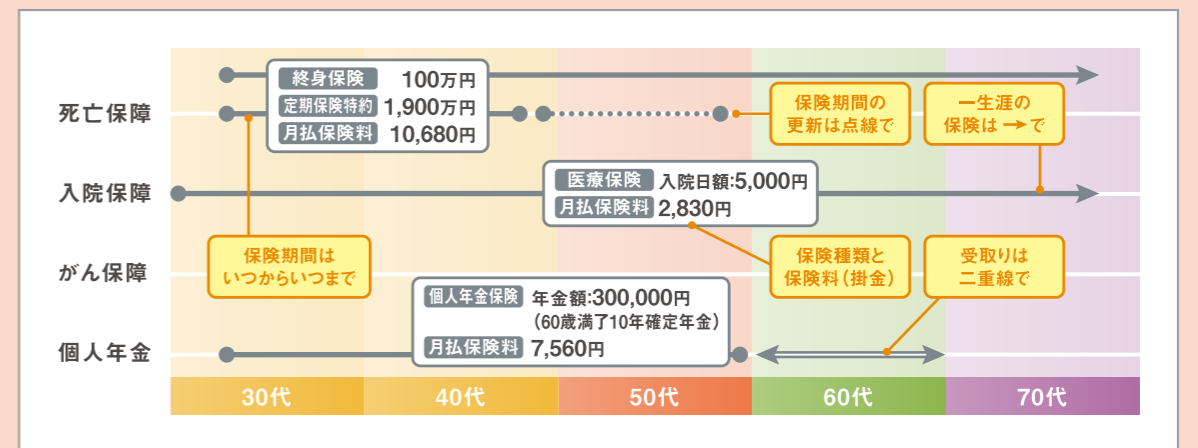 死亡保障
終身保険 100万円
定期保険特約 1,900万円
月払保険料 10,680円
保険期間の
更新は点線で
一生涯の
保険は→で
入院保障
医療保険 入院日額:5,000円
月払保険料 2,830円
保険期間は
いつからいつまで
保険種類と
保険料(掛金)
受取りは
二重線で
がん保障
個人年金保険 年金額:300,000円
(60歳満了10年確定年金)
月払保険料 7,560円
個人年金
30代 40代 50代 60代 70代